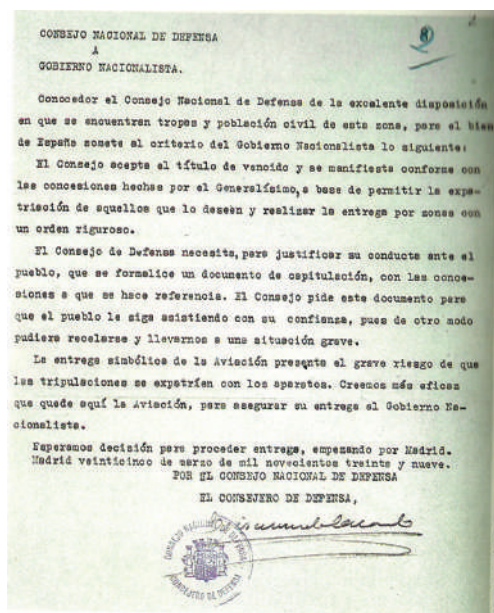 8
CONSEJO NACIONAL DE DEFENSA
A
GOBIERNO NACIONALISTA.
Conocedor el Consejo Nacional de Defensa de la excelente disposición
en que se encuentran tropas y población civil de esta zona, para el bien
de España somete al criterio del Gobierno Nacionalista lo siguiente:
El Consejo acepta el título de vencido y se manifiesta conforme con
las concesiones hechas por el Generalísimo, a base de permitir la expa-
triación de aquellos que lo deseen y realizar la entrega por zonas con
un orden riguroso.
El Consejo de Defensa necesita, para justificar su conducta ante el
pueblo, que se formalice un documento de capitulación, con las conce-
siones a que se hace referencia. El Consejo pide este documento para
que el pueblo le siga asistiendo con su confianza, pues de otro modo
pudiera recelarse y llevarnos a una situación grave.
La entrega simbólica de la Aviación presenta el grave riesgo de que
las tripulaciones se expatríen con los aparatos. Creemos más eficaz
que quede aquí la Aviación, para asegurar su entrega al Gobierno Na-
cionalista.
Esperamos decisión para proceder entrega, empezando por Madrid.
Madrid veinticinco de marzo de mil novecientos treinta y nueve.
POR EL CONSEJO NACIONAL DE DEFENSA
EL CONSEJERO DE DEFENSA,
CONSEJO NACIONAL DE DEFENSA
CONSEJERO DE DEFENSA